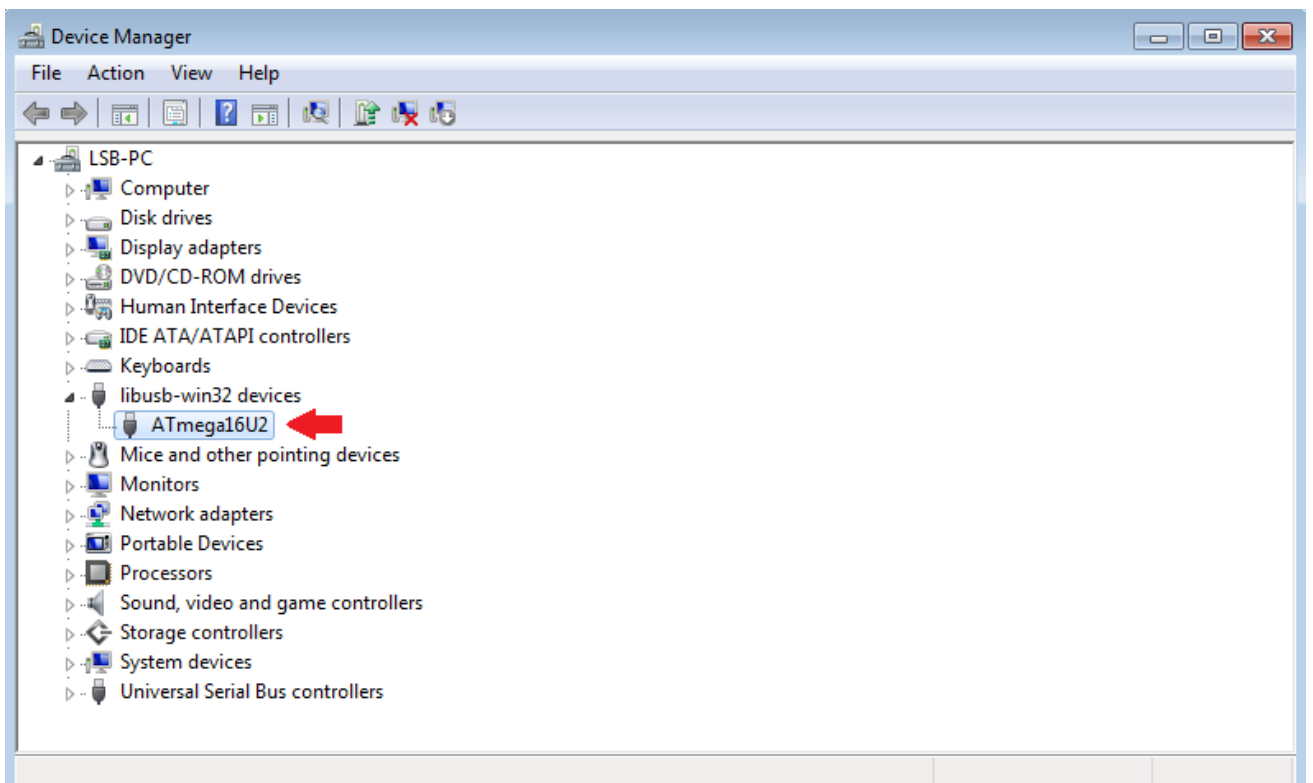 Device Manager
File Action View Help
LSB-PC
Computer
Disk drives
Display adapters
DVD/CD-ROM drives
Human Interface Devices
IDE ATA/ATAPI controllers
Keyboards
libusb-win32 devices
ATmega16U2
Mice and other pointing devices
Monitors
Network adapters
Portable Devices
Processors
Sound, video and game controllers
Storage controllers
System devices
Universal Serial Bus controllers